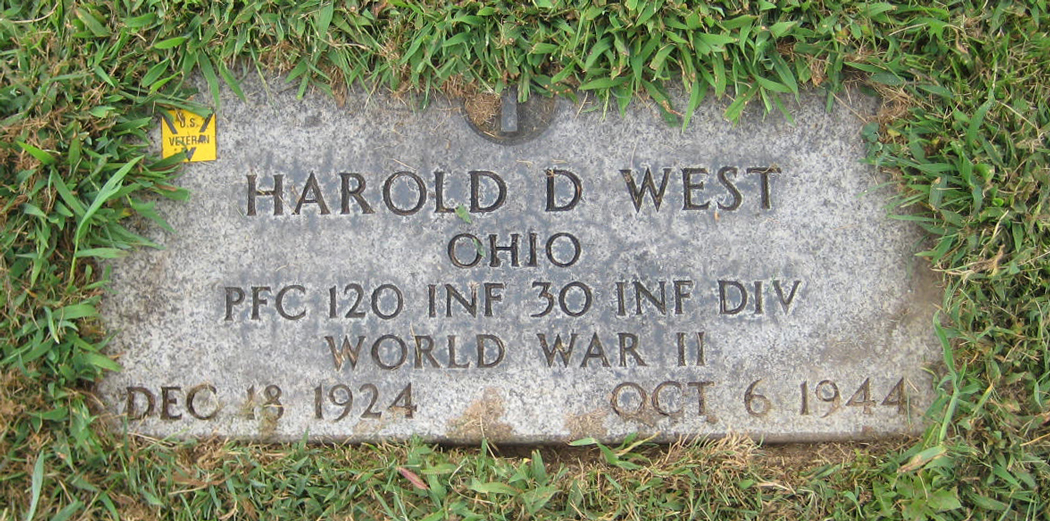 U.S.
VETERAN
HAROLD D WEST
OHIO
PFC 120 INF 30 INF DIV
WORLD WAR II
DEC 18 1924 OCT 6 1944